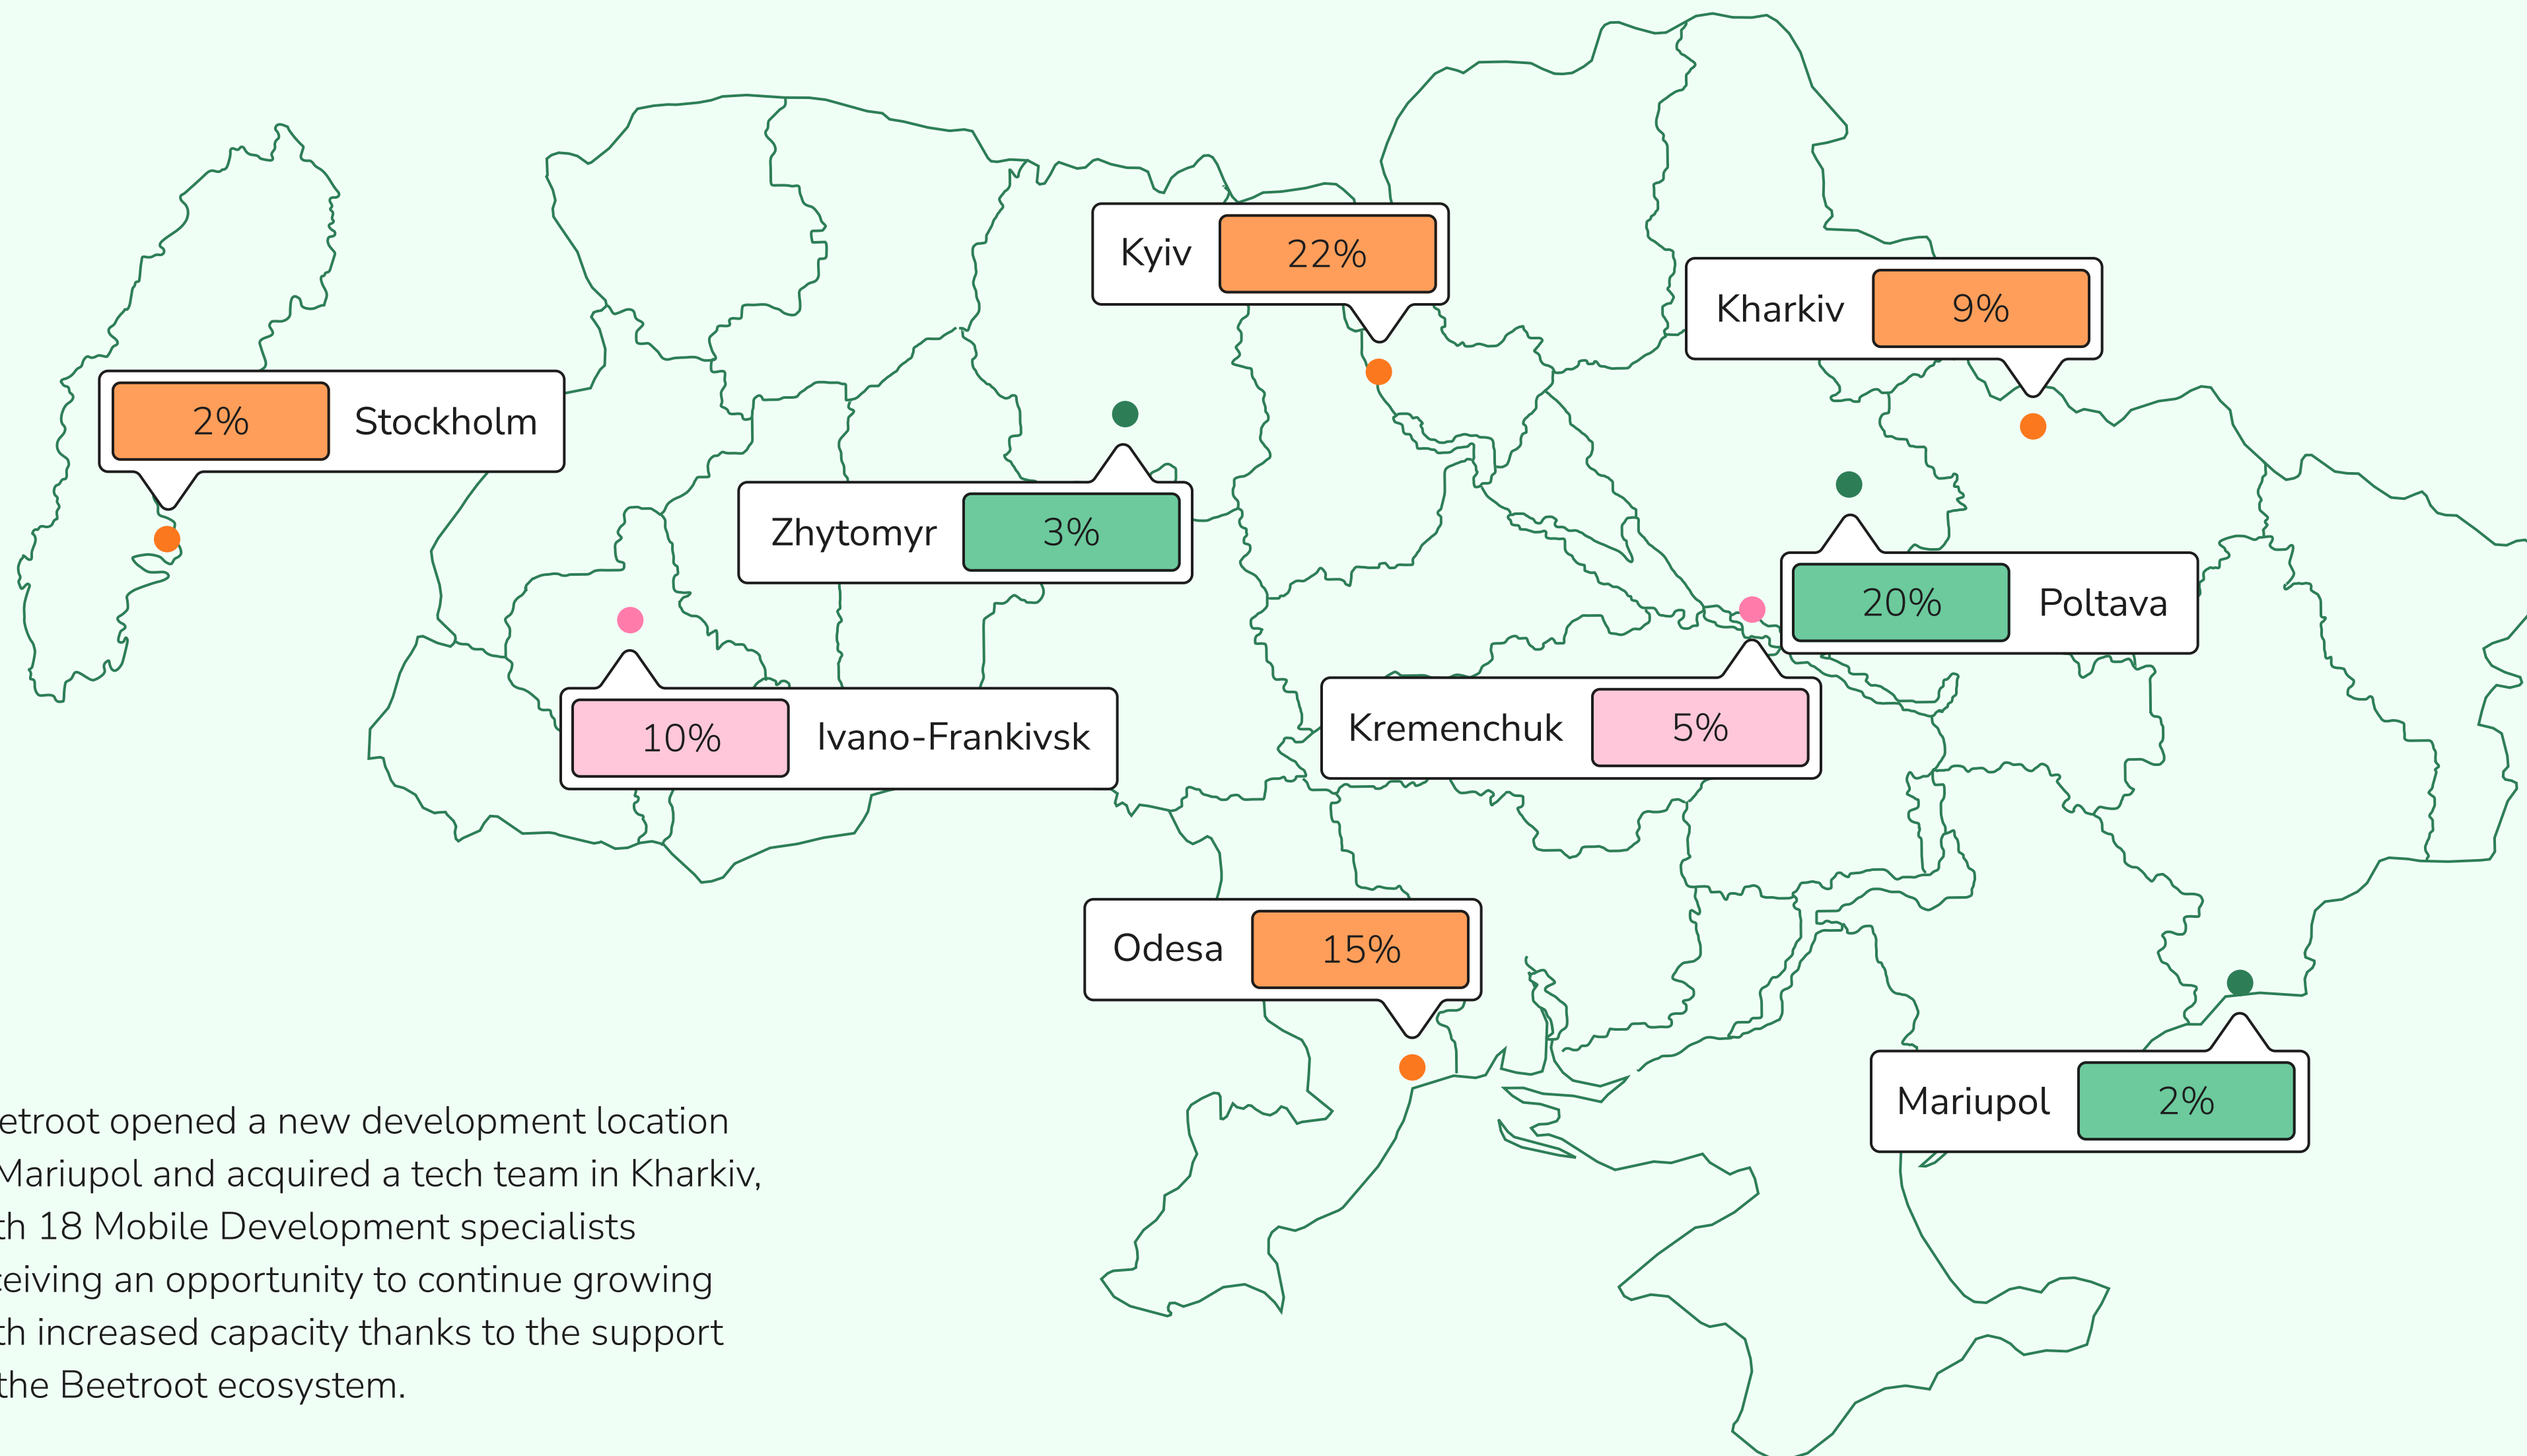 Kyiv 22%
Kharkiv 9%
2% Stockholm
Zhytomyr 3%
20% Poltava
10% Ivano-Frankivsk
Kremenchuk 5%
Odesa 15%
Mariupol 2%
etroot opened a new development location
Mariupol and acquired a tech team in Kharkiv,
th 18 Mobile Development specialists
ceiving an opportunity to continue growing
th increased capacity thanks to the support
the Beetroot ecosystem.